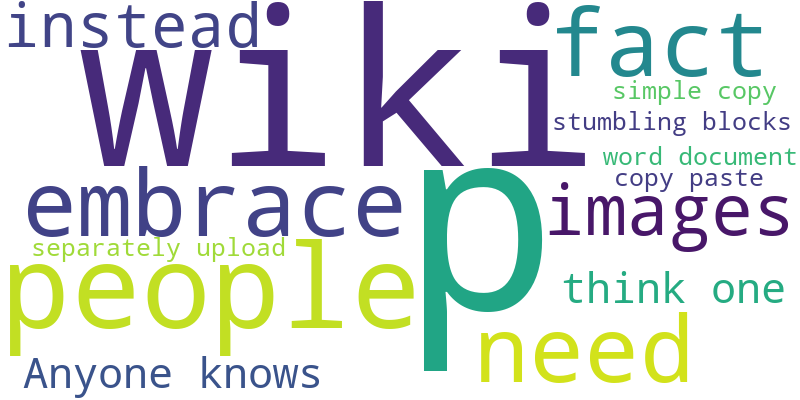 instead
wiki
fact
simple copy
stumbling blocks
word document
copy paste
embrace
p
images
separately upload
people
think one
need
Anyone knows